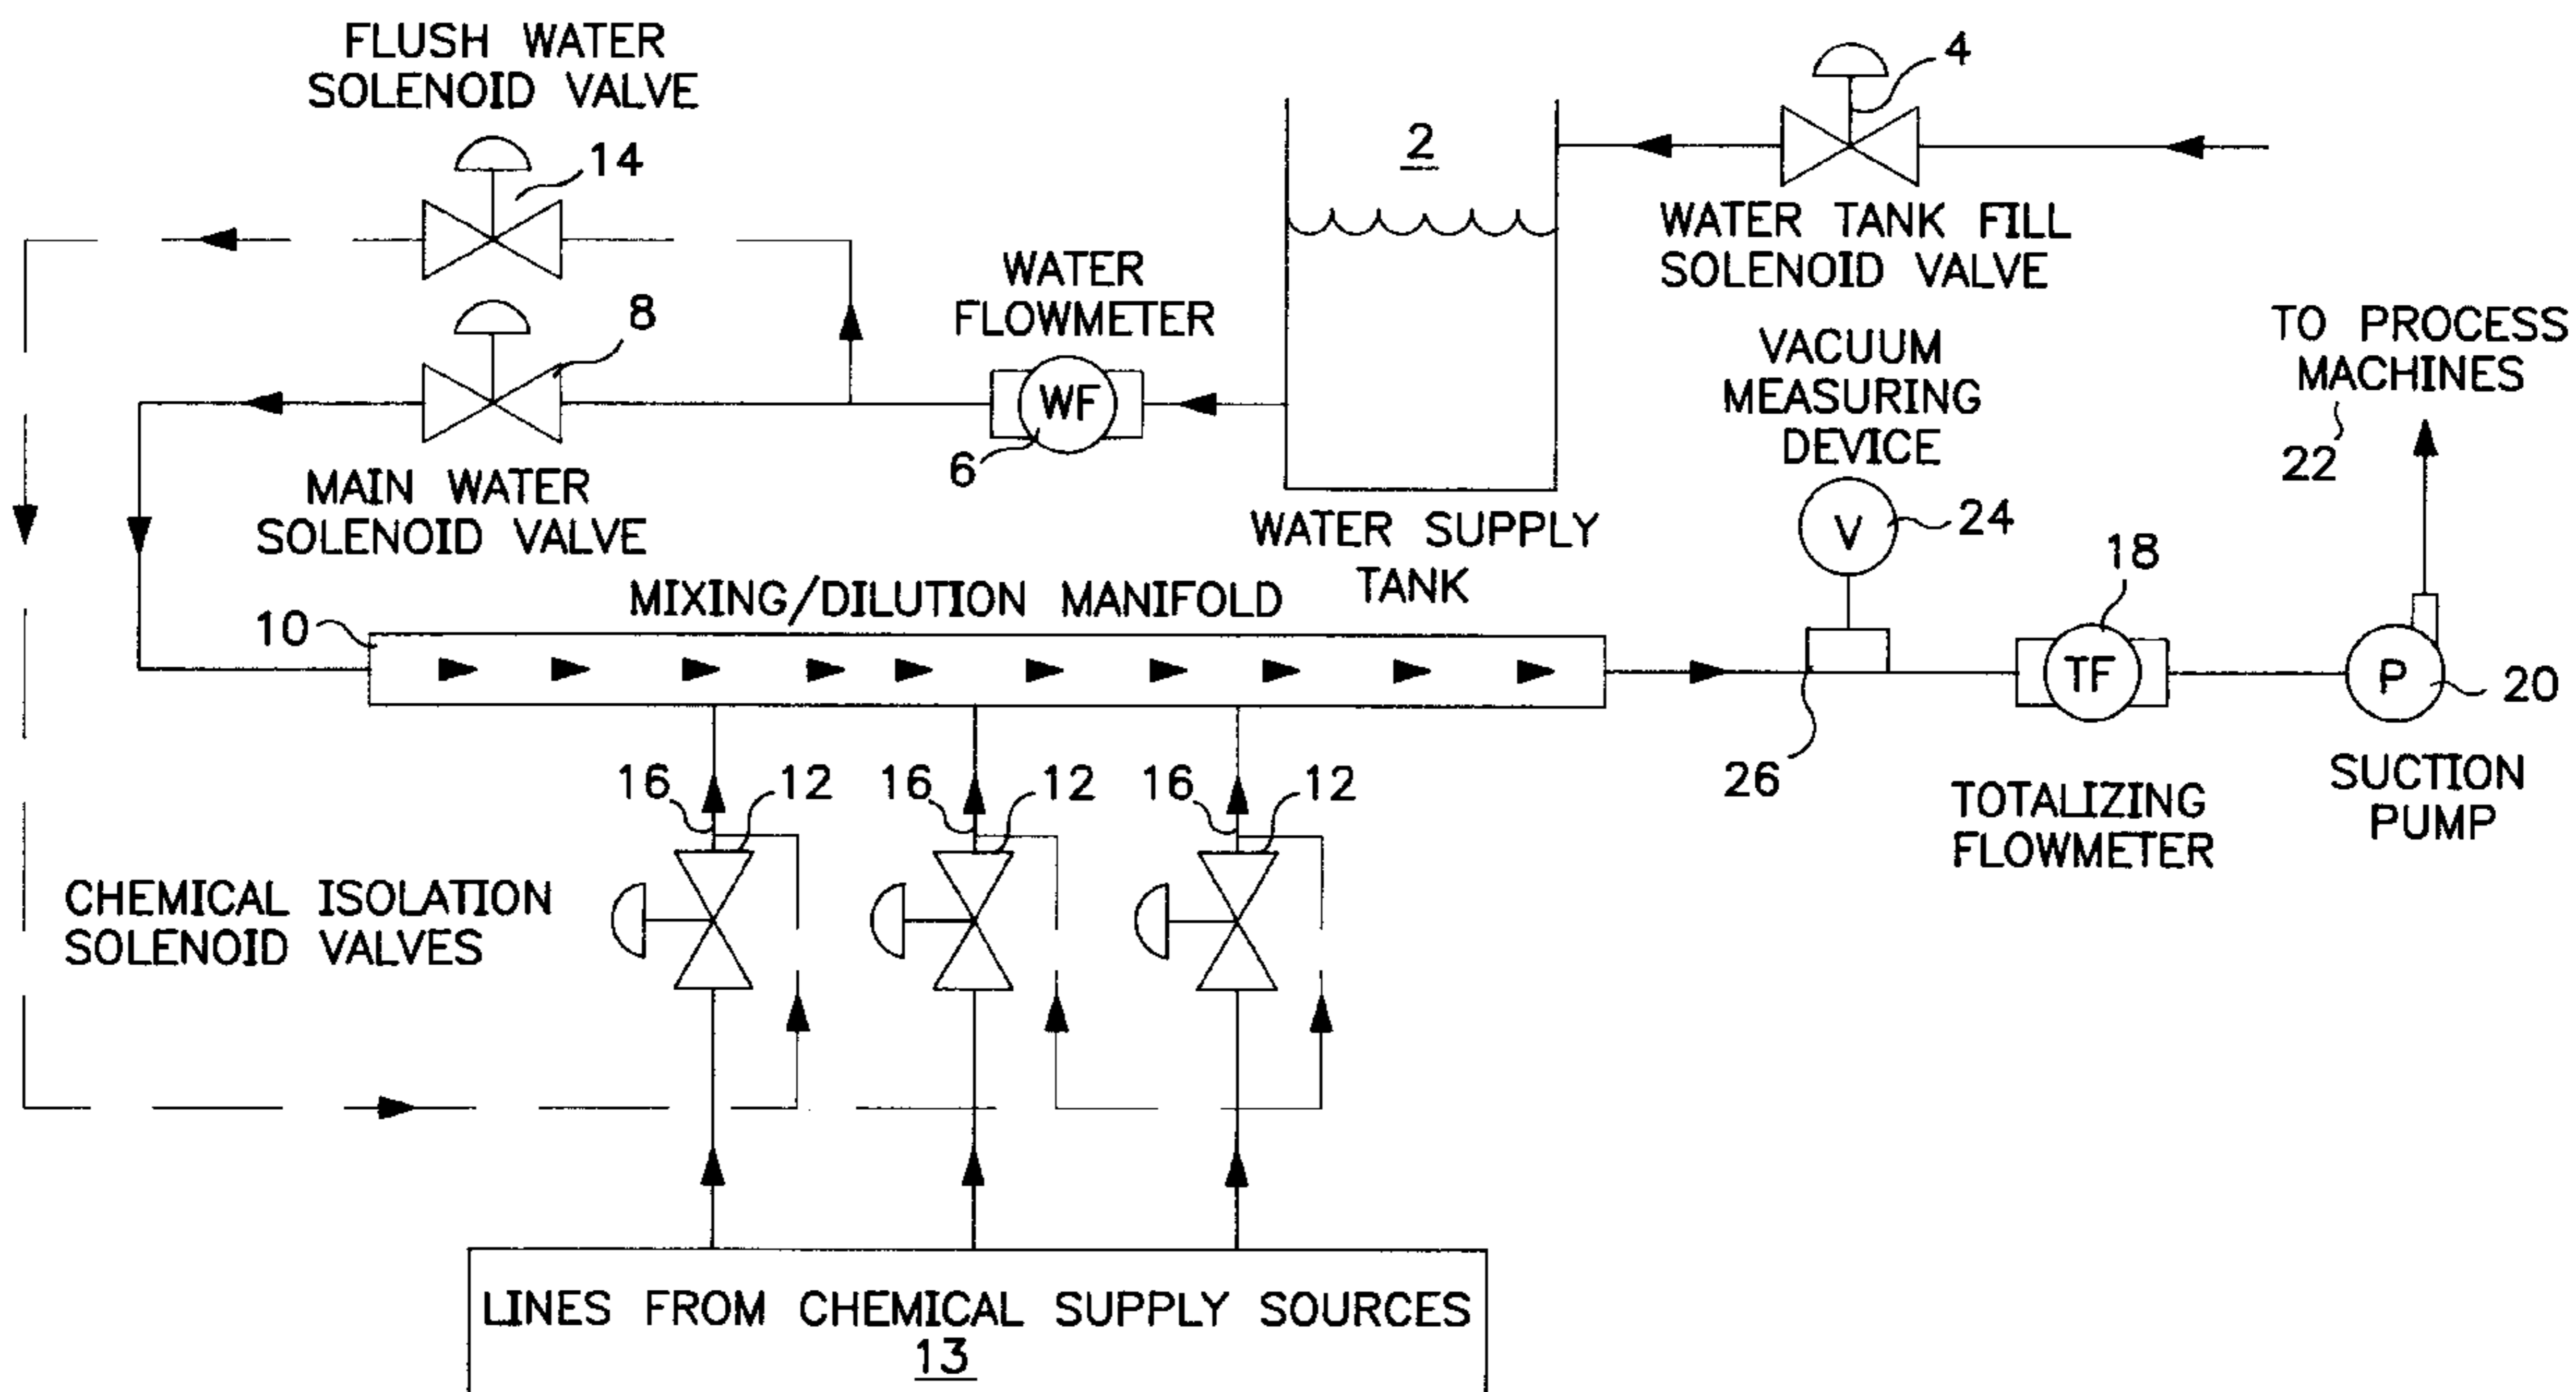 FLUSH WATER
SOLENOID VALVE
14
2
4
WATER TANK FILL
SOLENOID VALVE
WATER
FLOWMETER
WF
6
8
MAIN WATER
SOLENOID VALVE
WATER SUPPLY
TANK
VACUUM
MEASURING
DEVICE
V
24
TO PROCESS
MACHINES
22
MIXING/DILUTION MANIFOLD
10
18
TF
P
20
26
TOTALIZING
FLOWMETER
SUCTION
PUMP
16
12
16
12
16
12
CHEMICAL ISOLATION
SOLENOID VALVES
LINES FROM CHEMICAL SUPPLY SOURCES
13